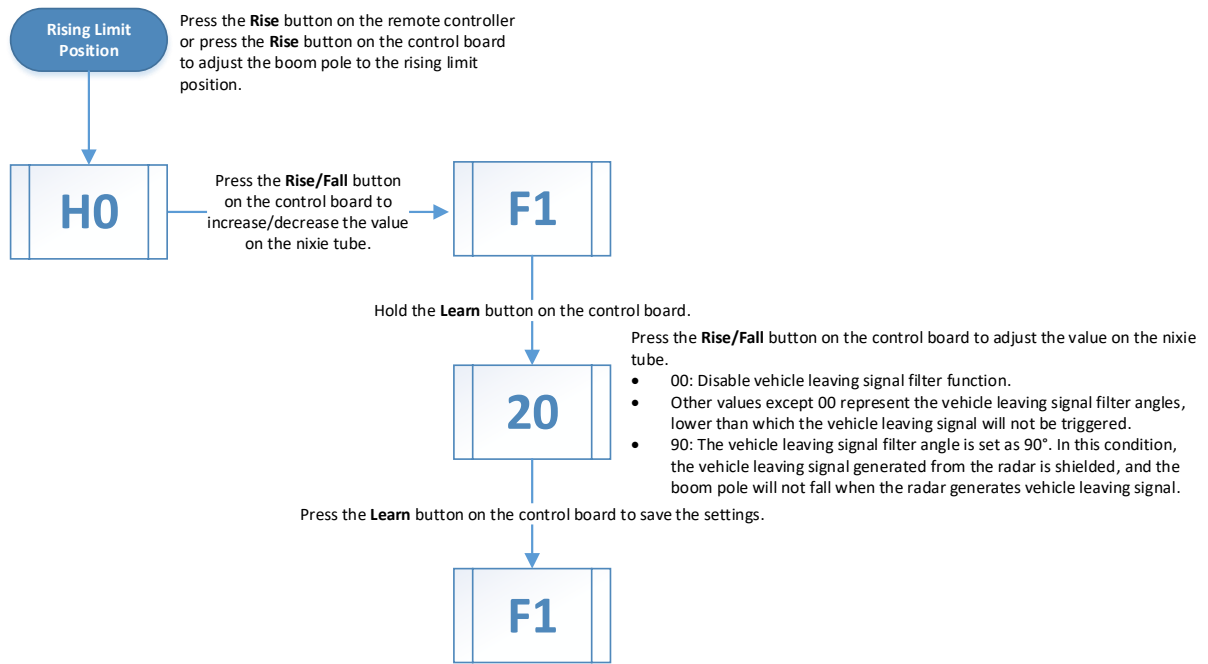 Rising Limit
Position
Press the Rise button on the remote controller
or press the Rise button on the control board
to adjust the boom pole to the rising limit
position.
H0
Press the Rise/Fall button
on the control board to
increase/decrease the value
on the nixie tube.
F1
Hold the Learn button on the control board.
20
Press the Rise/Fall button on the control board to adjust the value on the nixie
tube.
• 00: Disable vehicle leaving signal filter function.
• Other values except 00 represent the vehicle leaving signal filter angles,
lower than which the vehicle leaving signal will not be triggered.
• 90: The vehicle leaving signal filter angle is set as 90°. In this condition,
the vehicle leaving signal generated from the radar is shielded, and the
boom pole will not fall when the radar generates vehicle leaving signal.
Press the Learn button on the control board to save the settings.
F1